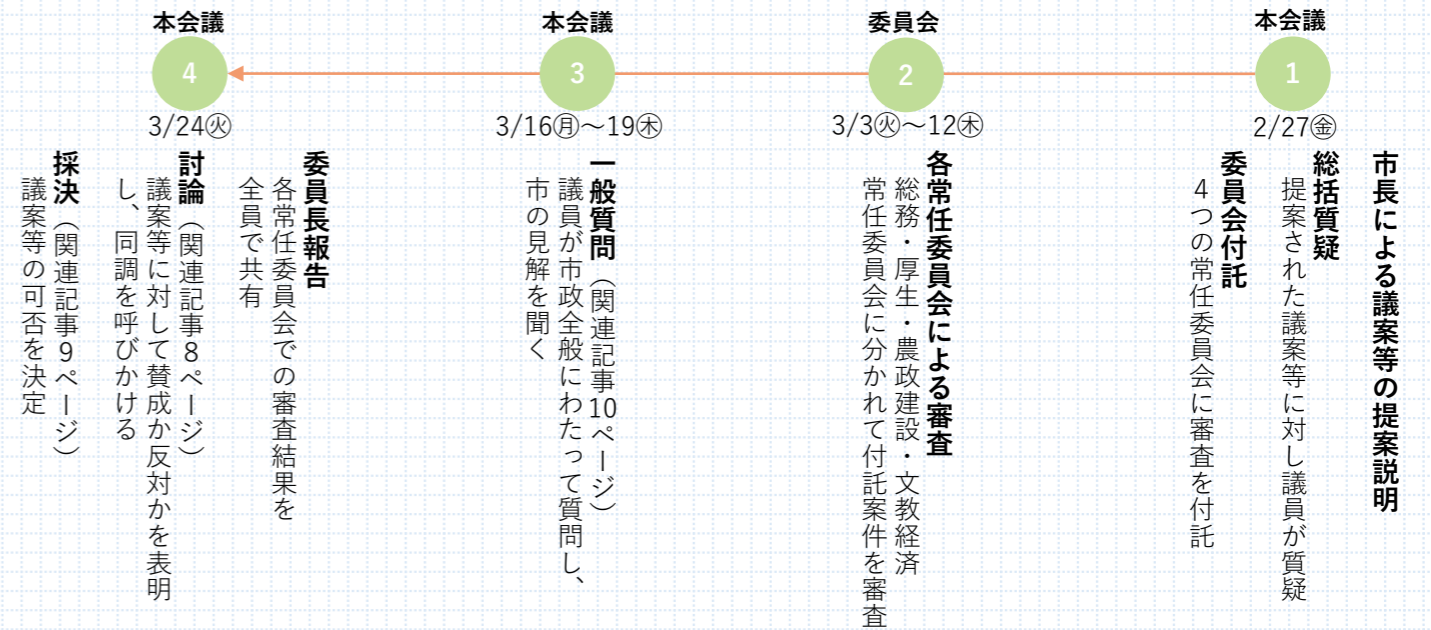 本会議
1
2/27㊎
市長による議案等の提案説明
総括質疑
提案された議案等に対し議員が質疑
委員会付託
4つの常任委員会に審査を付託
委員会
2
3/3㊋～12㊍
各常任委員会による審査
総務・厚生・農政建設・文教経済
常任委員会に分かれて付託案件を審査
本会議
3
3/16㊊～19㊍
一般質問（関連記事10ページ）
議員が市政全般にわたって質問し、
市の見解を聞く
本会議
4
3/24㊋
委員長報告
各常任委員会での審査結果を
全員で共有
討論（関連記事8ページ）
議案等に対して賛成か反対かを表明
し、同調を呼びかける
採決（関連記事9ページ）
議案等の可否を決定